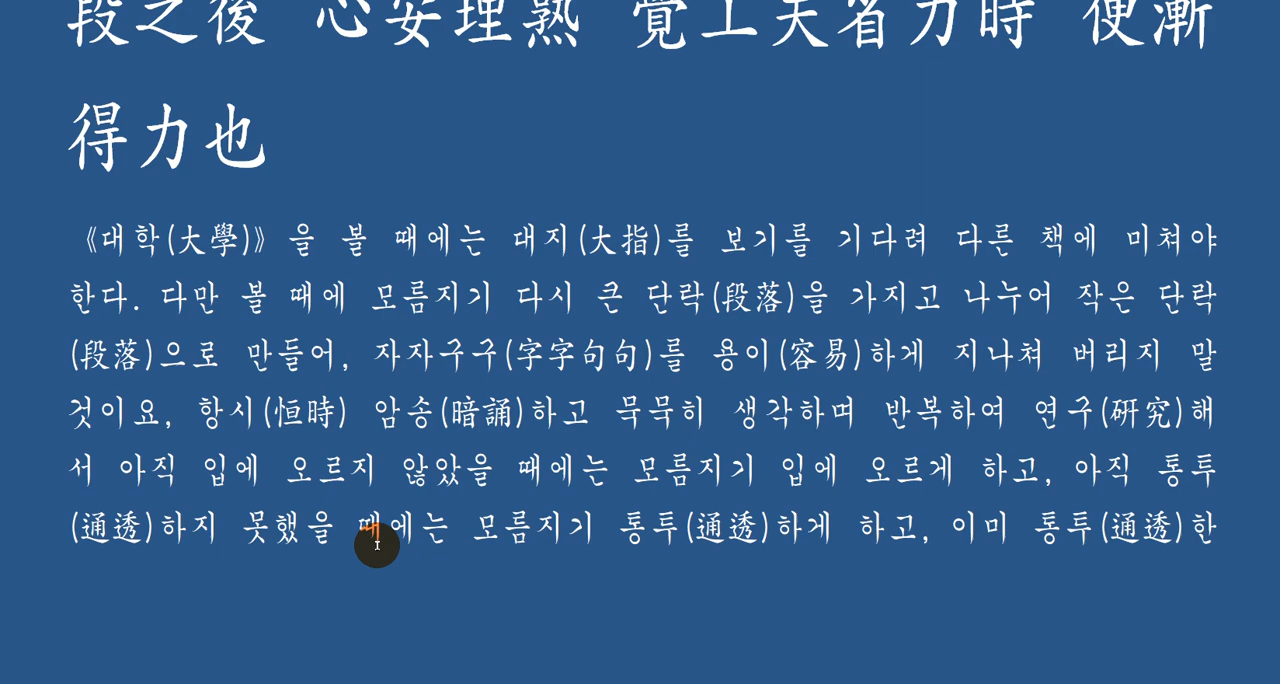 段之後 心安理熟 覺工夫省力時 便漸
得力也
《대학(大學)》을 볼 때에는 대지(大指)를 보기를 기다려 다른 책에 미쳐야
한다. 다만 볼 때에 모름지기 다시 큰 단락(段落)을 가지고 나누어 작은 단락
(段落)으로 만들어, 자자구구(字字句句)를 용이(容易)하게 지나쳐 버리지 말
것이요, 항시(恒時) 암송(暗誦)하고 묵묵히 생각하며 반복하여 연구(硏究)해
서 아직 입에 오르지 않았을 때에는 모름지기 입에 오르게 하고, 아직 통투
(通透)하지 못했을 때에는 모름지기 통투(通透)하게 하고, 이미 통투(通透)한